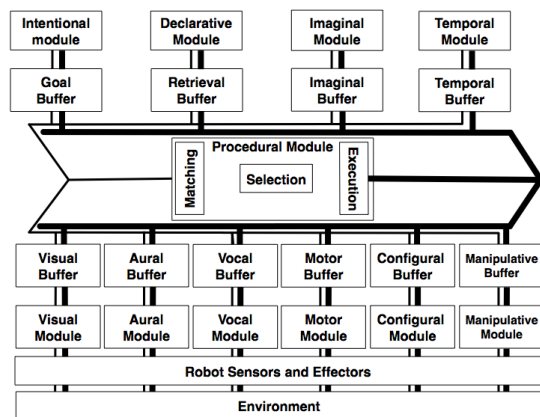 Intentional module
Declarative Module
Imaginal Module
Temporal Module
Goal Buffer
Retrieval Buffer
Imaginal Buffer
Temporal Buffer
Procedural Module
Matching
Selection
Execution
Visual Buffer
Aural Buffer
Vocal Buffer
Motor Buffer
Configural Buffer
Manipulative Buffer
Visual Module
Aural Module
Vocal Module
Motor Module
Configural Module
Manipulative Module
Robot Sensors and Effectors
Environment